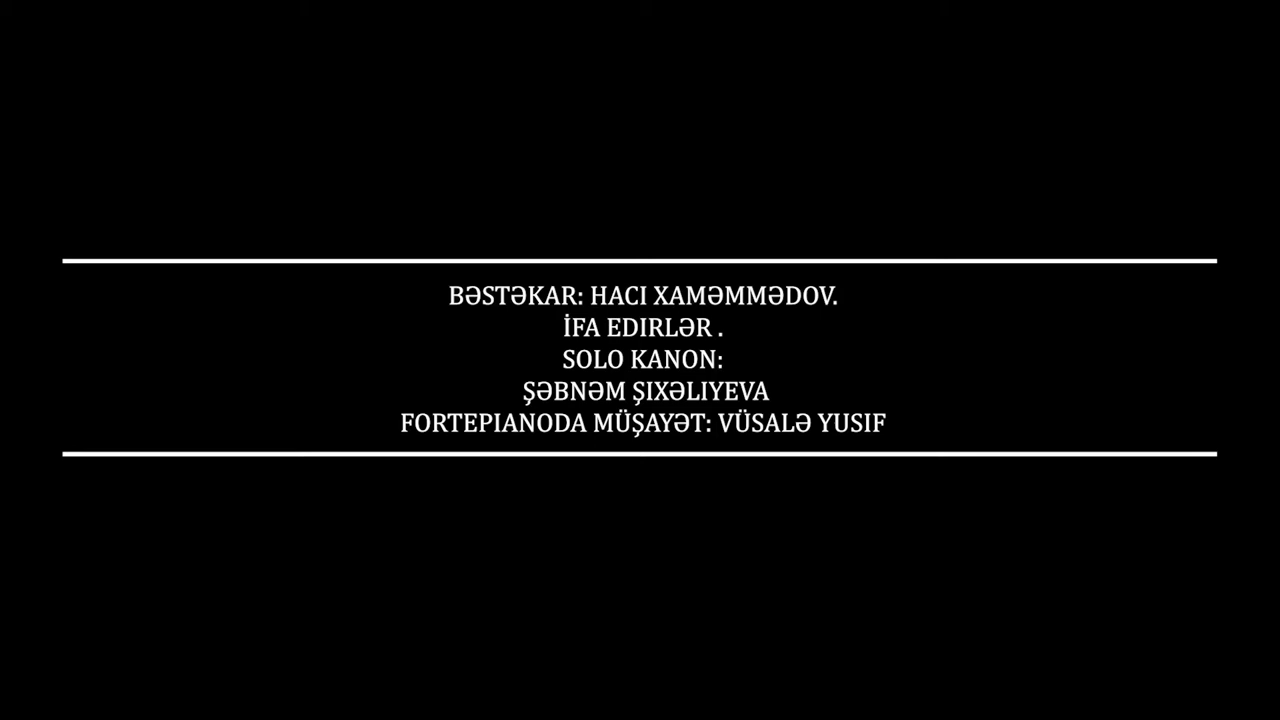 BƏSTƏKAR: HACI XAMƏMMƏDOV.
İFA EDIRLƏR .
SOLO KANON:
ŞƏBNƏM ŞIXƏLIYEVA
FORTEPIANODA MÜŞAYƏT: VÜSALƏ YUSIF